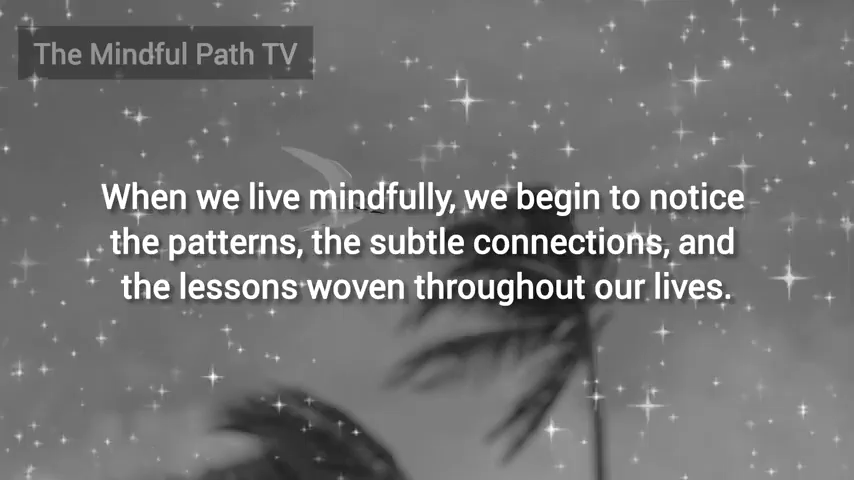 The Mindful Path TV
When we live mindfully, we begin to notice
the patterns, the subtle connections, and
the lessons woven throughout our lives.